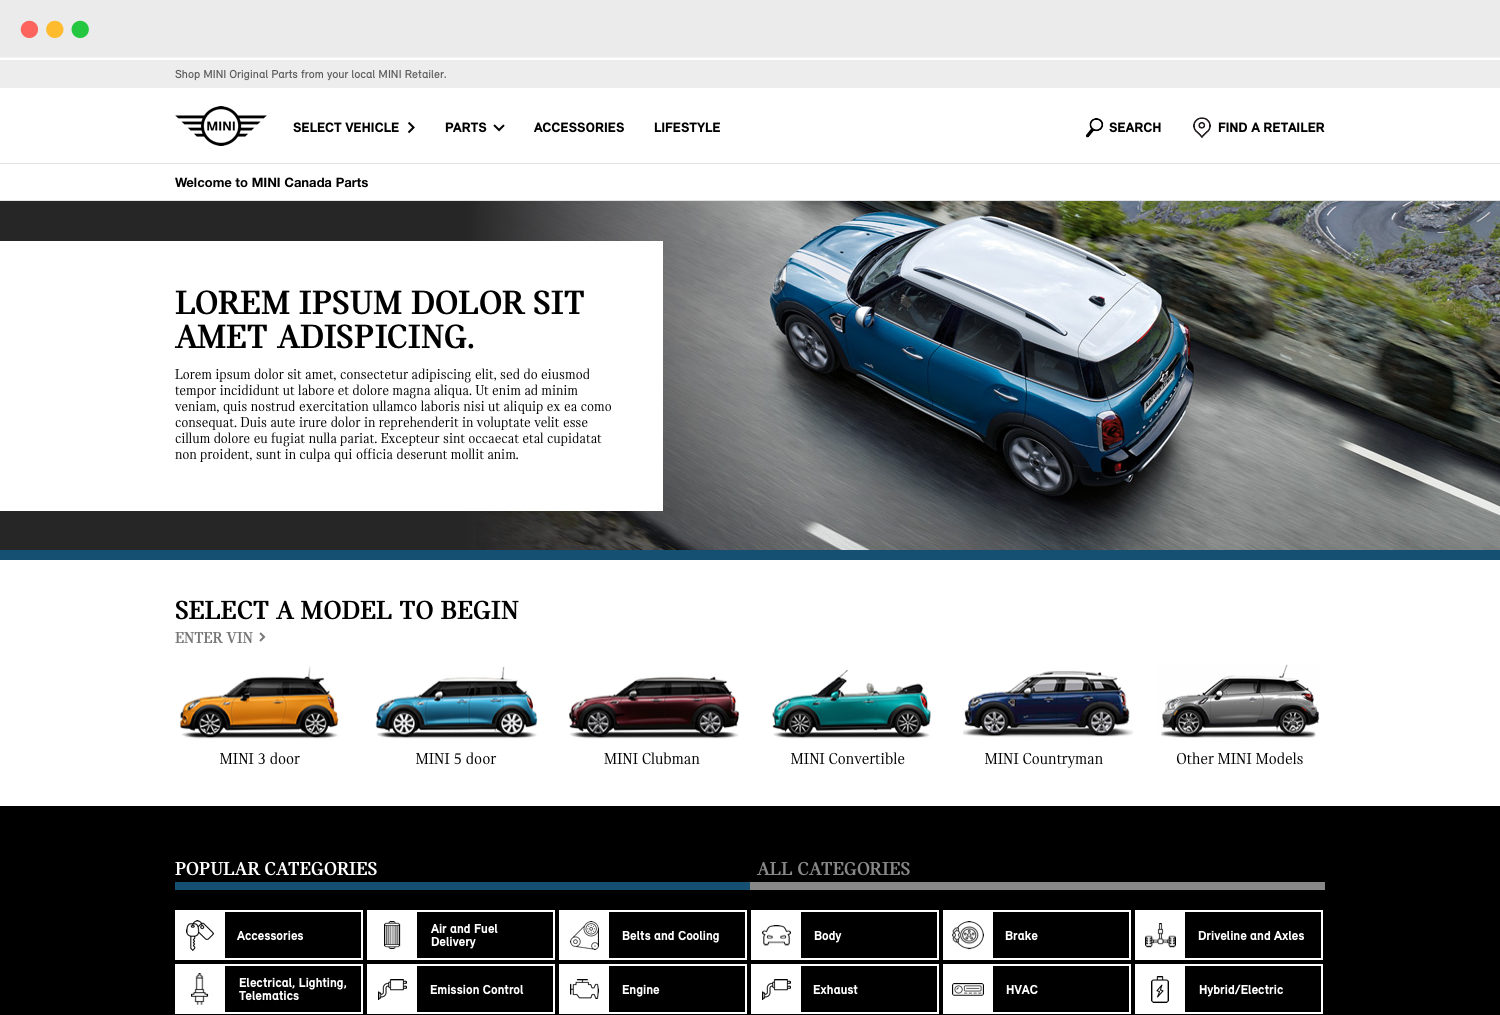 Shop MINI Original Parts from your local MINI Retailer.
MINI
SELECT VEHICLE
PARTS
ACCESSORIES
LIFESTYLE
SEARCH
FIND A RETAILER
Welcome to MINI Canada Parts
LOREM IPSUM DOLOR SIT
AMET ADISPICING.
Lorem ipsum dolor sit amet, consectetur adipiscing elit, sed do eiusmod
tempor incididunt ut labore et dolore magna aliqua. Ut enim ad minim
veniam, quis nostrud exercitation ullamco laboris nisi ut aliquip ex ea como
consequat. Duis aute irure dolor in reprehenderit in voluptate velit esse
cillum dolore eu fugiat nulla pariat. Excepteur sint occaecat etal cupidatat
non proident, sunt in culpa qui officia deserunt mollit anim.
SELECT A MODEL TO BEGIN
ENTER VIN
MINI 3 door
MINI 5 door
MINI Clubman
MINI Convertible
MINI Countryman
Other MINI Models
POPULAR CATEGORIES
ALL CATEGORIES
Accessories
Air and Fuel
Delivery
Belts and Cooling
Body
Brake
Driveline and Axles
Electrical, Lighting,
Telematics
Emission Control
Engine
Exhaust
HVAC
Hybrid/Electric